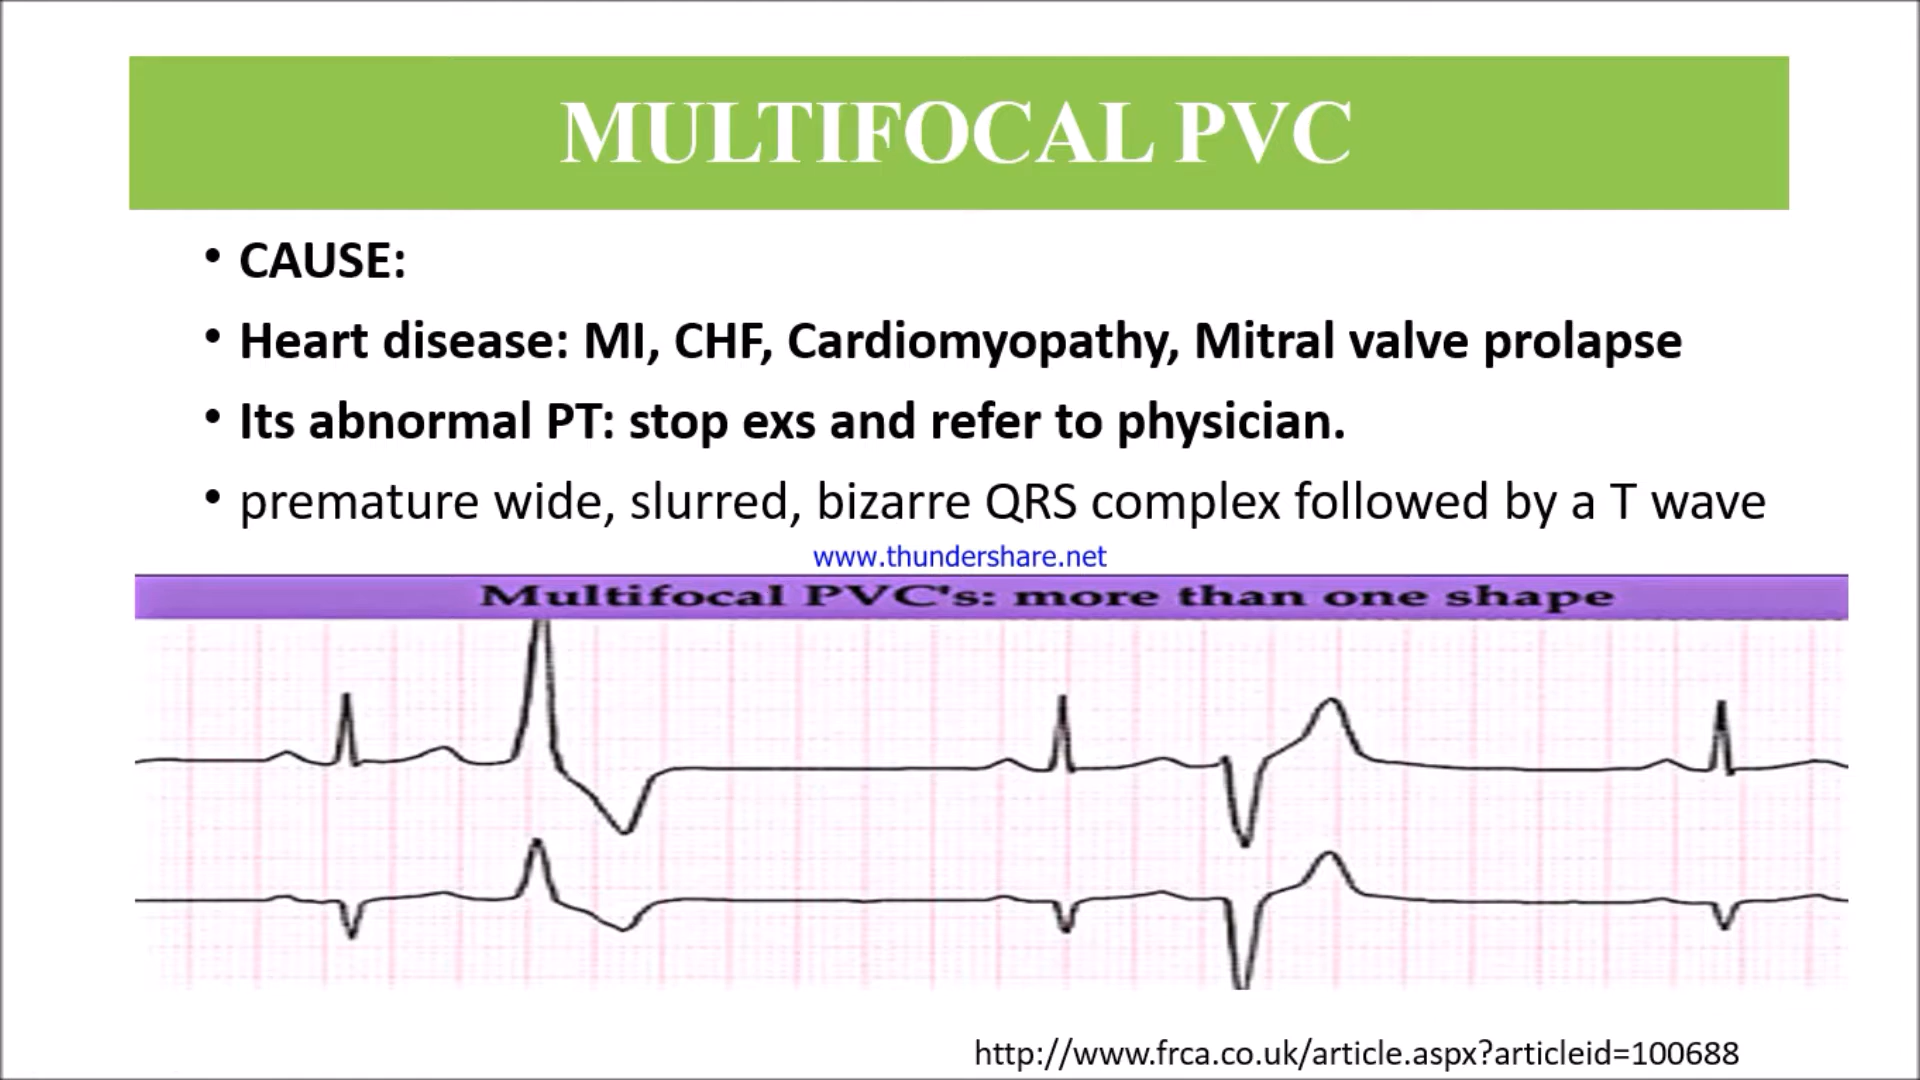 MULTIFOCAL PVC
• CAUSE:
• Heart disease: MI, CHF, Cardiomyopathy, Mitral valve prolapse
• Its abnormal PT: stop exs and refer to physician.
• premature wide, slurred, bizarre QRS complex followed by a T wave
www.thundershare.net
Multifocal PVC's: more than one shape
http://www.frca.co.uk/article.aspx?articleid=100688